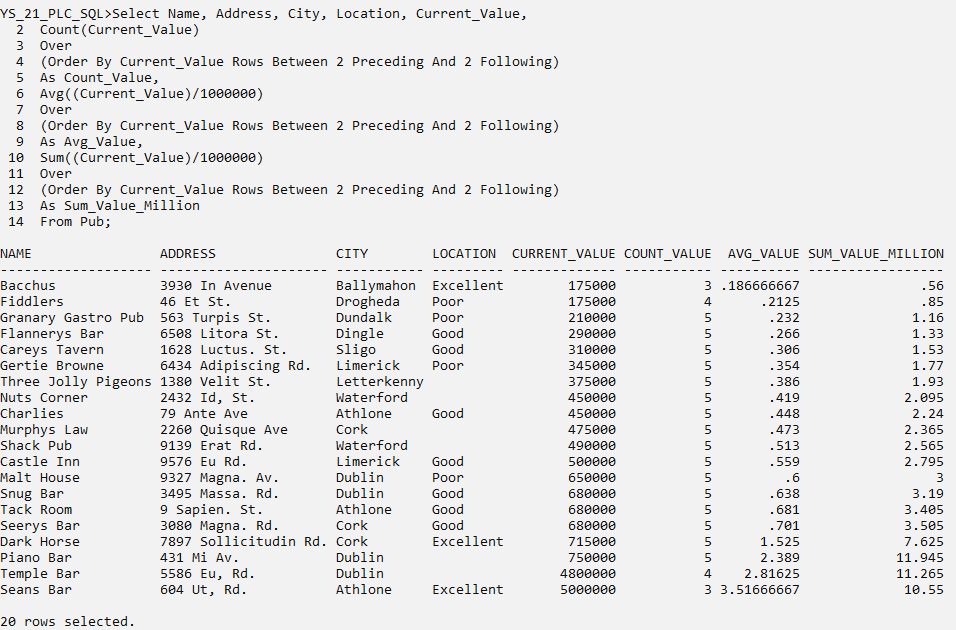 YS_21_PLC_SQL>Select Name, Address, City, Location, Current_Value,
  2  Count(Current_Value)
  3  Over
  4  (Order By Current_Value Rows Between 2 Preceding And 2 Following)
  5  As Count_Value,
  6  Avg((Current_Value)/1000000)
  7  Over
  8  (Order By Current_Value Rows Between 2 Preceding And 2 Following)
  9  As Avg_Value,
 10  Sum((Current_Value)/1000000)
 11  Over
 12  (Order By Current_Value Rows Between 2 Preceding And 2 Following)
 13  As Sum_Value_Million
 14  From Pub;

NAME                ADDRESS               CITY        LOCATION  CURRENT_VALUE COUNT_VALUE  AVG_VALUE SUM_VALUE_MILLION
------------------- --------------------- ----------- --------- ------------- ----------- ---------- -----------------
Bacchus             3930 In Avenue        Ballymahon  Excellent        175000           3 .186666667               .56
Fiddlers            46 Et St.             Drogheda    Poor             175000           4      .2125               .85
Granary Gastro Pub  563 Turpis St.        Dundalk     Poor             210000           5       .232              1.16
Flannerys Bar       6508 Litora St.       Dingle      Good             290000           5       .266              1.33
Careys Tavern       1628 Luctus. St.      Sligo       Good             310000           5       .306              1.53
Gertie Browne       6434 Adipiscing Rd.   Limerick    Poor             345000           5       .354              1.77
Three Jolly Pigeons 1380 Velit St.        Letterkenny                  375000           5       .386              1.93
Nuts Corner         2432 Id, St.          Waterford                    450000           5       .419             2.095
Charlies            79 Ante Ave           Athlone     Good             450000           5       .448              2.24
Murphys Law         2260 Quisque Ave      Cork                         475000           5       .473             2.365
Shack Pub           9139 Erat Rd.         Waterford                    490000           5       .513             2.565
Castle Inn          9576 Eu Rd.           Limerick    Good             500000           5       .559             2.795
Malt House          9327 Magna. Av.       Dublin      Poor             650000           5         .6                 3
Snug Bar            3495 Massa. Rd.       Dublin      Good             680000           5       .638              3.19
Tack Room           9 Sapien. St.         Athlone     Good             680000           5       .681             3.405
Seerys Bar          3080 Magna. Rd.       Cork        Good             680000           5       .701             3.505
Dark Horse          7897 Sollicitudin Rd. Cork        Excellent        715000           5      1.525             7.625
Piano Bar           431 Mi Av.            Dublin                       750000           5      2.389            11.945
Temple Bar          5586 Eu, Rd.          Dublin                      4800000           4    2.81625            11.265
Seans Bar           604 Ut, Rd.           Athlone     Excellent       5000000           3 3.51666667             10.55

20 rows selected.